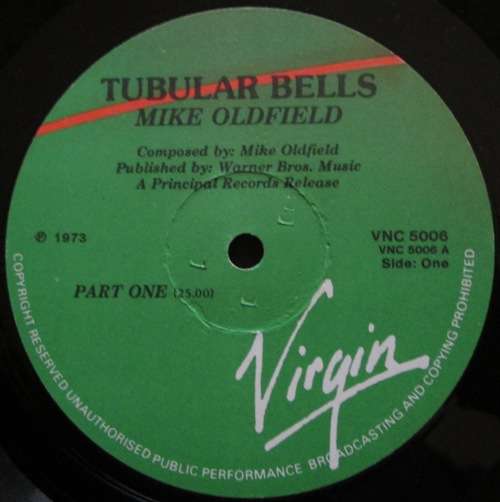 TUBULAR BELLS
MIKE OLDFIELD
Composed by: Mike Oldfield
Published by: Warner Bros. Music
A Principal Records Release
℗ 1973
VNC 5006
VNC 5006 A
Side: One
PART ONE (25.00)
Virgin
COPYRIGHT RESERVED UNAUTHORISED PUBLIC PERFORMANCE BROADCASTING AND COPYING PROHIBITED